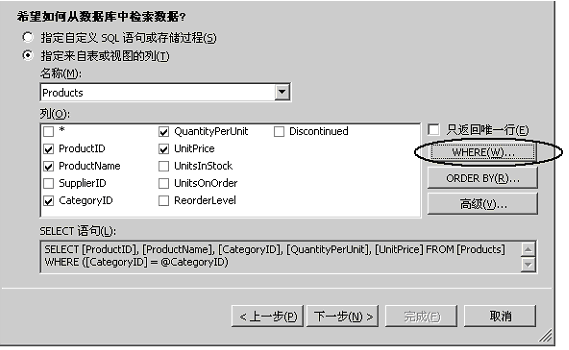 希望如何从数据库中检索数据?
指定自定义 SQL 语句或存储过程(S)
指定来自表或视图的列(T)
名称(M):
Products
列(O):
*
QuantityPerUnit
Discontinued
只返回唯一行(E)
ProductID
UnitPrice
WHERE(W)...
ProductName
UnitsInStock
SupplierID
UnitsOnOrder
ORDER BY(R)...
CategoryID
ReorderLevel
高级(V)...
SELECT 语句(L):
SELECT [ProductID], [ProductName], [CategoryID], [QuantityPerUnit], [UnitPrice] FROM [Products]
WHERE ([CategoryID] = @CategoryID)
< 上一步(P) 下一步(N) > 完成(F) 取消